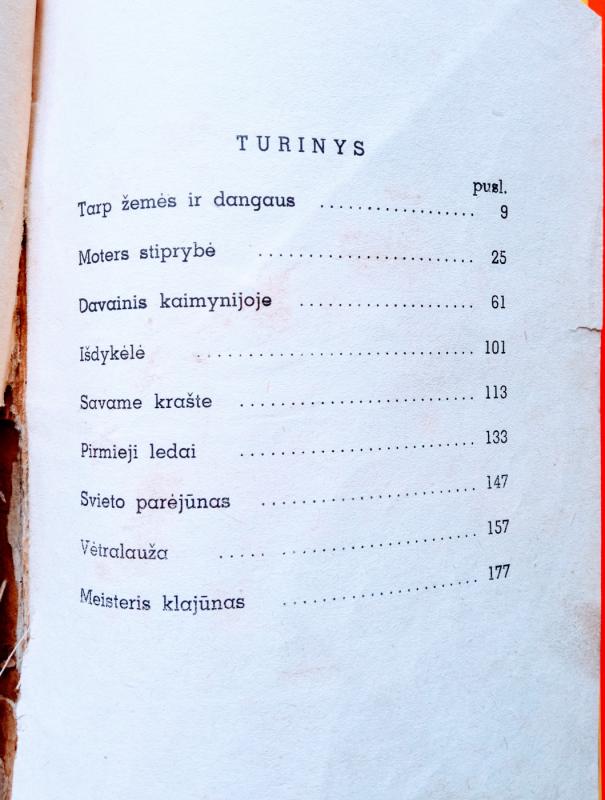 TURINYS
pusl.
Tarp žemės ir dangaus .................. 9
Moters stiprybė ........................ 25
Davainis kaimynijoje ................... 61
Išdykėlė ............................... 101
Savame krašte .......................... 113
Pirmieji ledai ......................... 133
Svieto parėjūnas ....................... 147
Vėtralauža ..... ....................... 157
Meisteris klajūnas ..................... 177